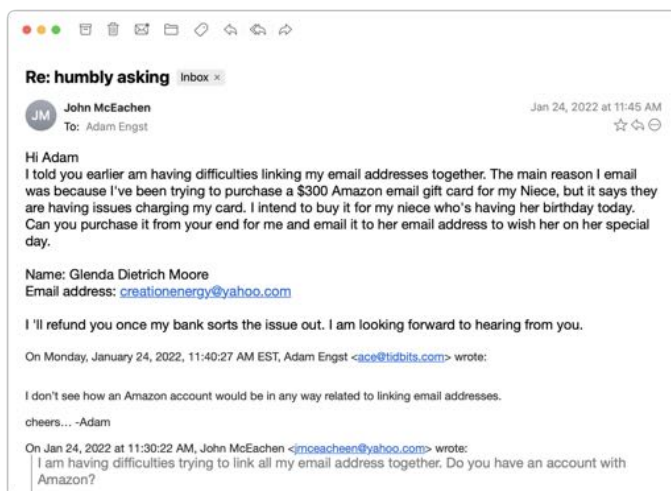 Re: humbly asking Inbox ×
JM
John McEachen
Jan 24, 2022 at 11:45 AM
To: Adam Engst
Hi Adam
I told you earlier am having difficulties linking my email addresses together. The main reason I email
was because I've been trying to purchase a $300 Amazon email gift card for my Niece, but it says they
are having issues charging my card. I intend to buy it for my niece who's having her birthday today.
Can you purchase it from your end for me and email it to her email address to wish her on her special
day.
Name: Glenda Dietrich Moore
Email address: creationenergy@yahoo.com
I 'll refund you once my bank sorts the issue out. I am looking forward to hearing from you.
On Monday, January 24, 2022, 11:40:27 AM EST, Adam Engst <ace@tidbits.com> wrote:
I don't see how an Amazon account would be in any way related to linking email addresses.
cheers... -Adam
On Jan 24, 2022 at 11:30:22 AM, John McEachen <jmceacheen@yahoo.com> wrote:
I am having difficulties trying to link all my email address together. Do you have an account with
Amazon?